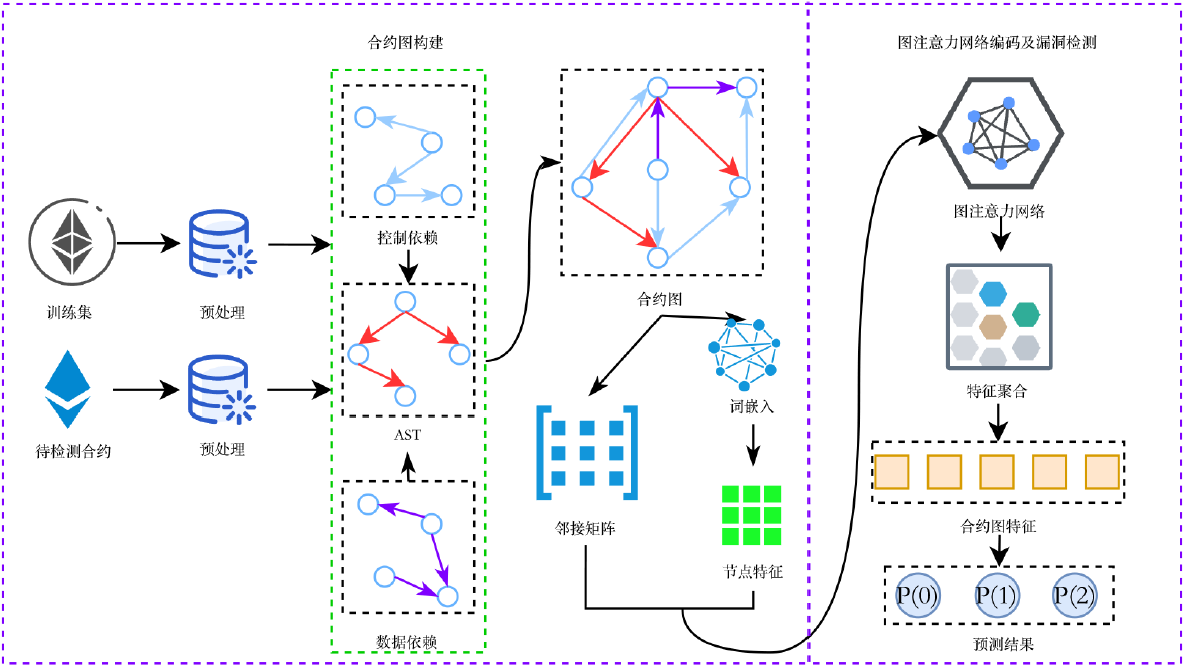 合约图构建
图注意力网络编码及漏洞检测
控制依赖
图注意力网络
训练集
预处理
合约图
特征聚合
词嵌入
AST
待检测合约
预处理
邻接矩阵
合约图特征
节点特征
P(0)
P(1)
P(2)
数据依赖
预测结果